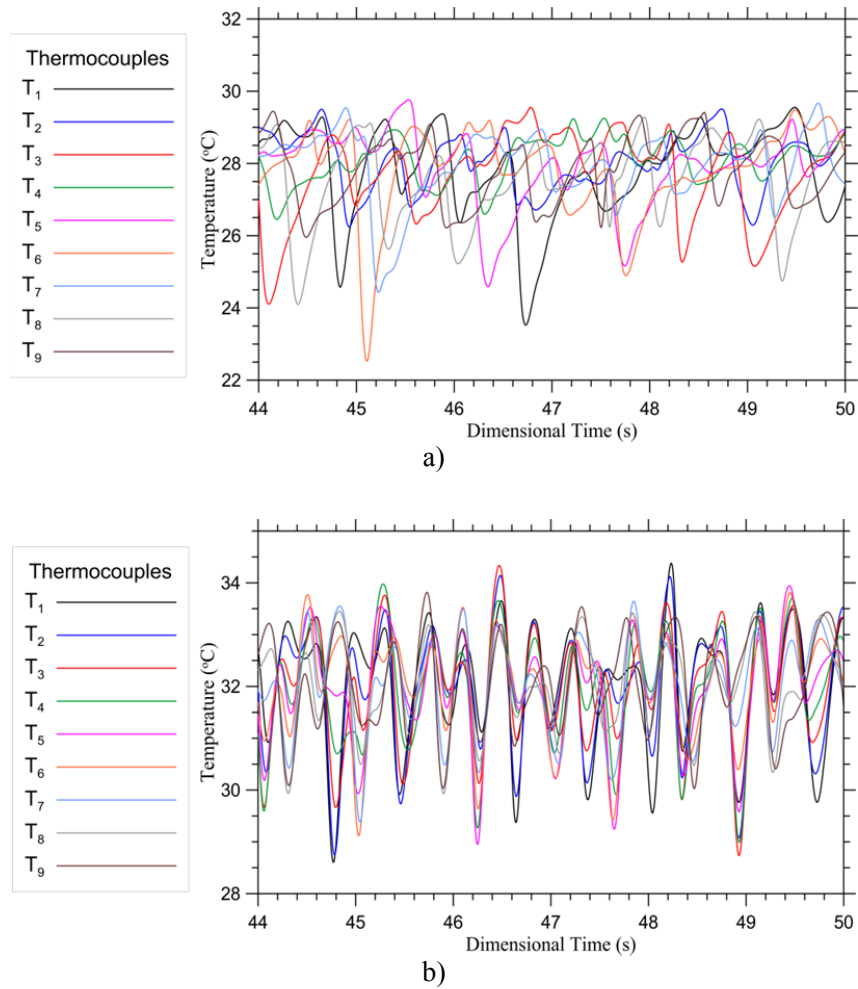 Thermocouples
T1
T2
T3
T4
T5
T6
T7
T8
T9
Temperature (°C)
32
30
28
26
24
22
44 45 46 47 48 49 50
Dimensional Time (s)
a)
Thermocouples
T1
T2
T3
T4
T5
T6
T7
T8
T9
Temperature (°C)
34
32
30
28
44 45 46 47 48 49 50
Dimensional Time (s)
b)